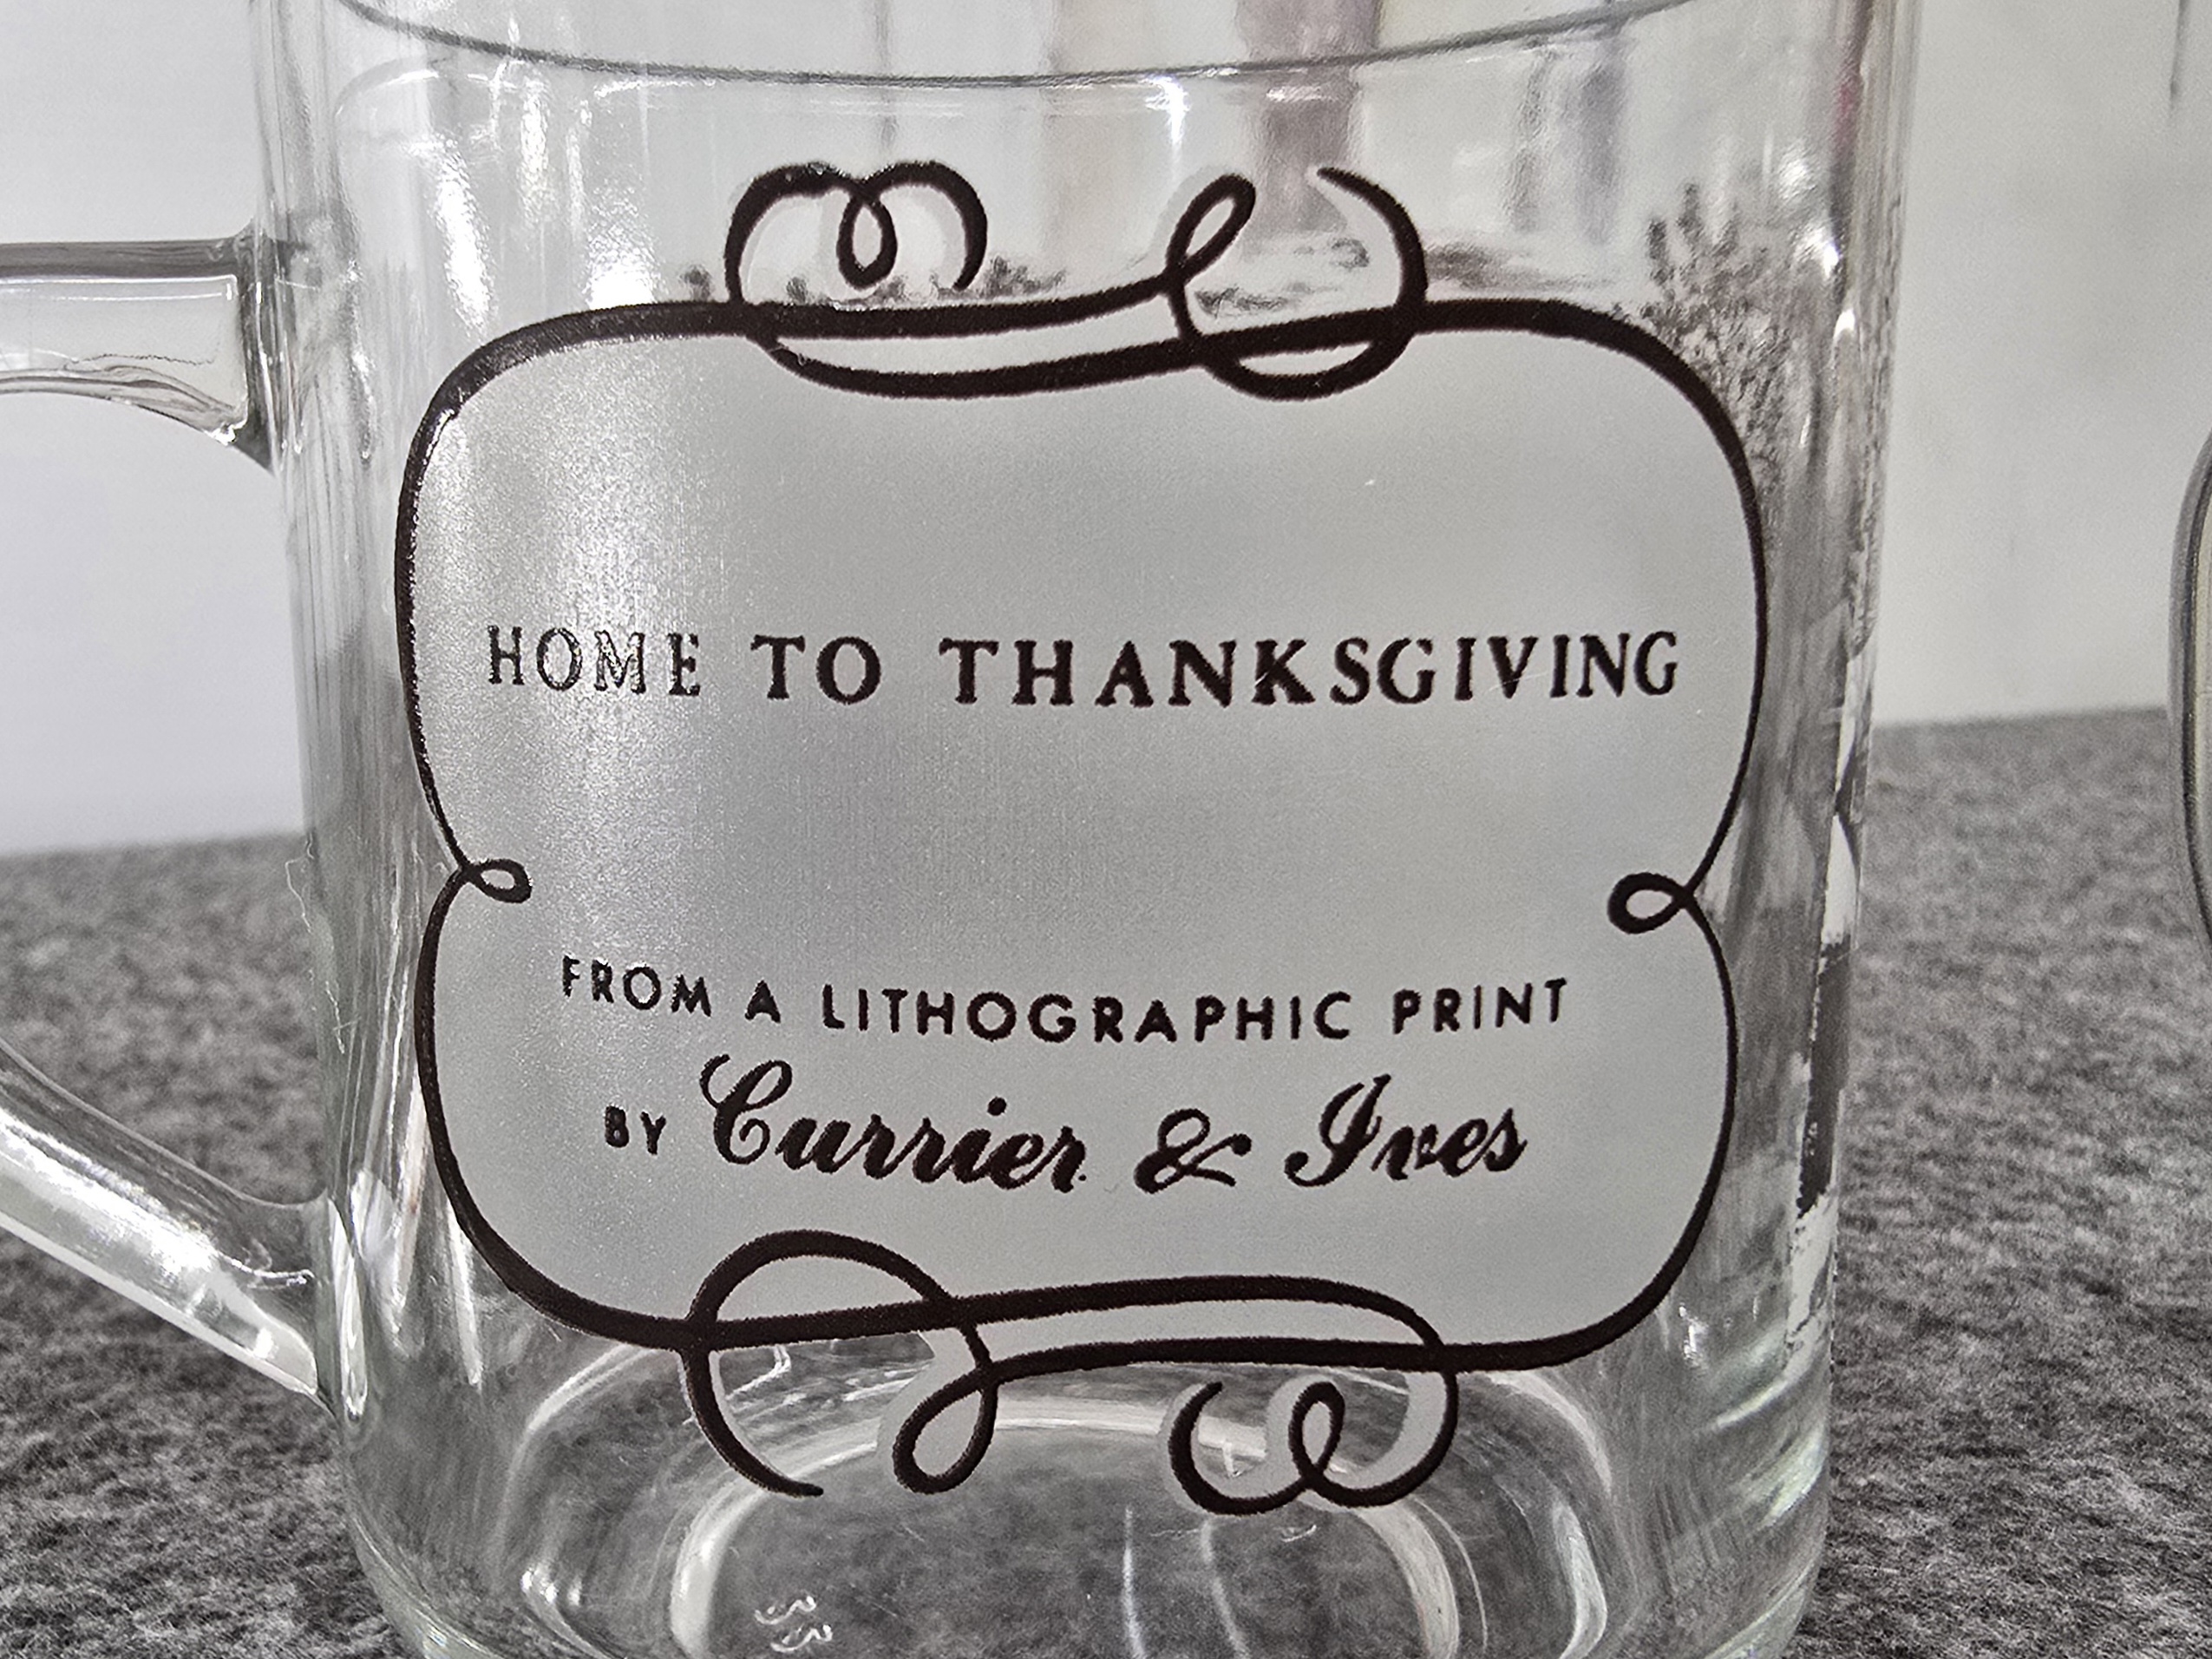 HOME TO THANKSGIVING
FROM A LITHOGRAPHIC PRINT
BY Currier & Ives